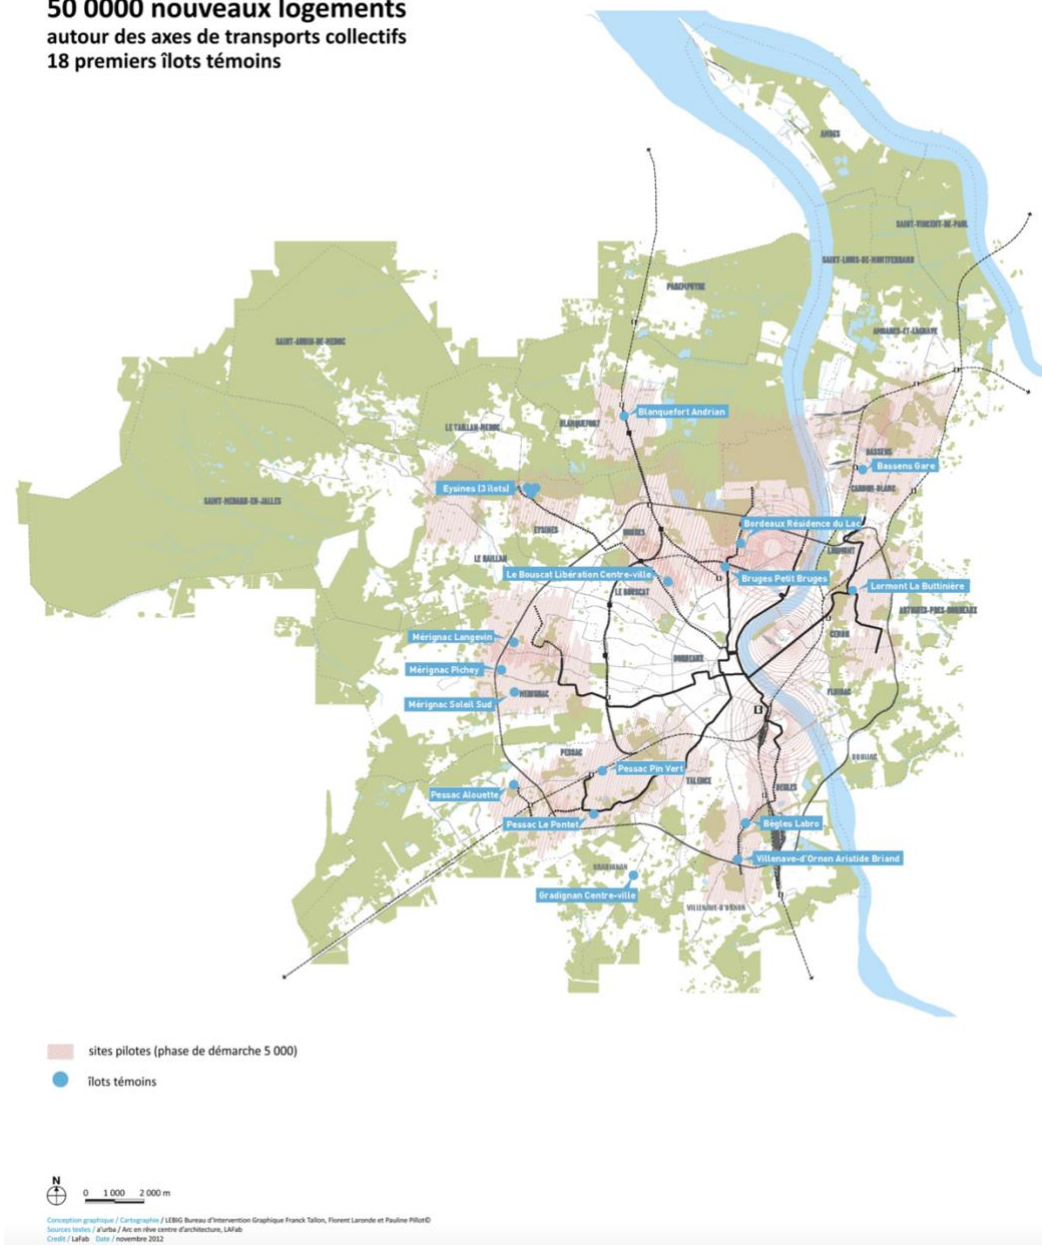 50 0000 nouveaux logements
autour des axes de transports collectifs
18 premiers îlots témoins
AMBES
SAINT-VINCENT-DE-PAUL
SAINT-LOUIS-DE-MONTFERRAND
PAREMPUYRE
AMBARES-ET-LAGRAVE
SAINT-AUBIN-DE-MEDOC
Blanquefort Andrian
LE TAILLAN-MEDOC
BLANQUEFORT
BASSENS
Bassens Gare
Eysines (3 îlots)
CARBON-BLANC
SAINT-MEDARD-EN-JALLES
Bordeaux Résidence du Lac
EYSINES
BRUGES
LORMONT
LE HAILLAN
Le Bouscat Libération Centre-ville
Bruges Petit Bruges
Lormont La Buttinière
LE BOUSCAT
ARTIGUES-PRES-BORDEAUX
Mérignac Langevin
CENON
BORDEAUX
Mérignac Pichey
MERIGNAC
FLOIRAC
Mérignac Soleil Sud
PESSAC
BOULIAC
Pessac Pin Vert
TALENCE
Pessac Alouette
BEGLES
Pessac Le Pontet
Bègles Labro
Villenave-d'Ornon Aristide Briand
GRADIGNAN
Gradignan Centre-ville
VILLENAVE-D'ORNON
sites pilotes (phase de démarche 5 000)
îlots témoins
N
0 1 000 2 000 m
Conception graphique / Cartographie / LEBIG Bureau d'Intervention Graphique Franck Tallon, Florent Laronde et Pauline Pillot©
Sources textes / a'urba / Arc en rêve centre d'architecture, LAFab
Crédit / LaFab Date / novembre 2012